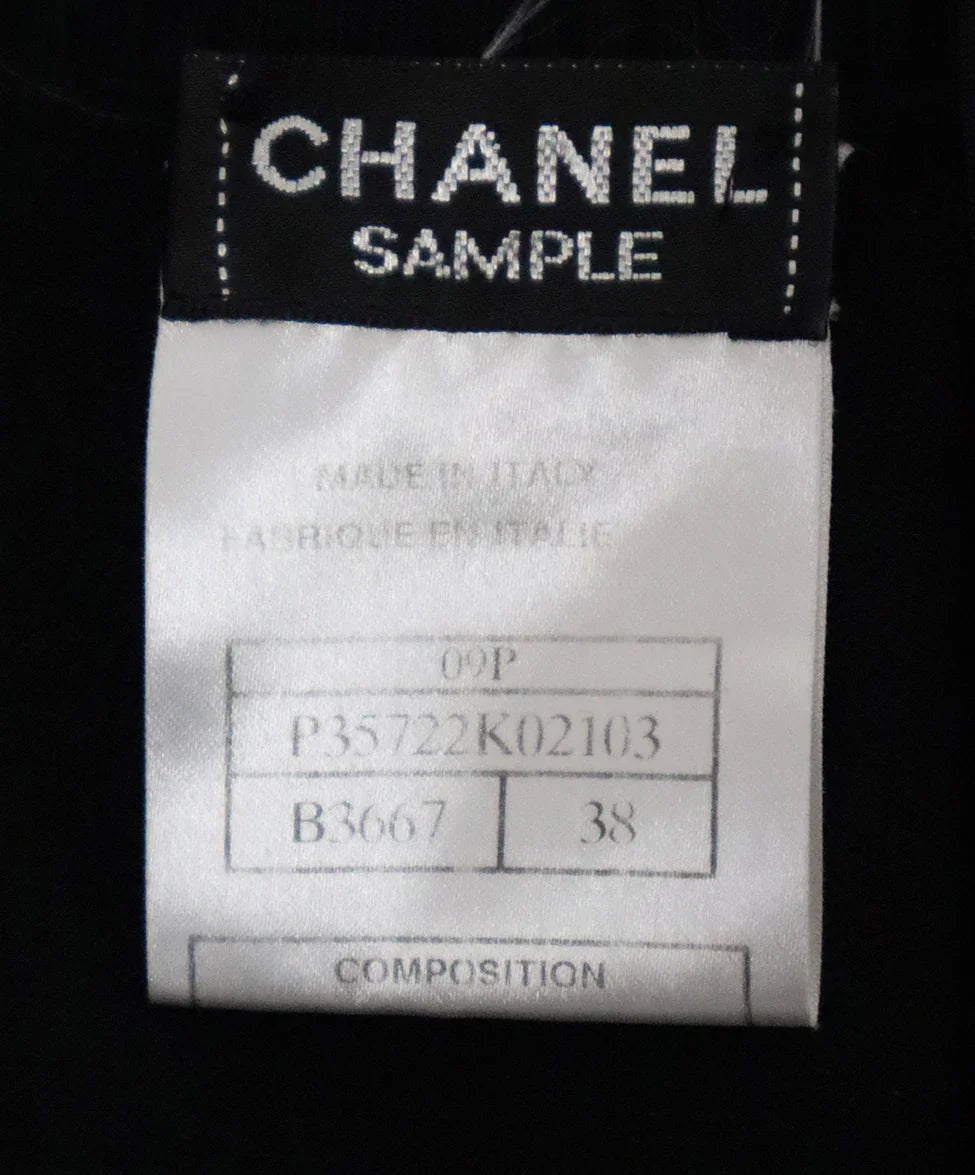 CHANEL
SAMPLE
MADE IN ITALY
FABRIQUE EN ITALIE
09P
P35722K02103
B3667 38
COMPOSITION